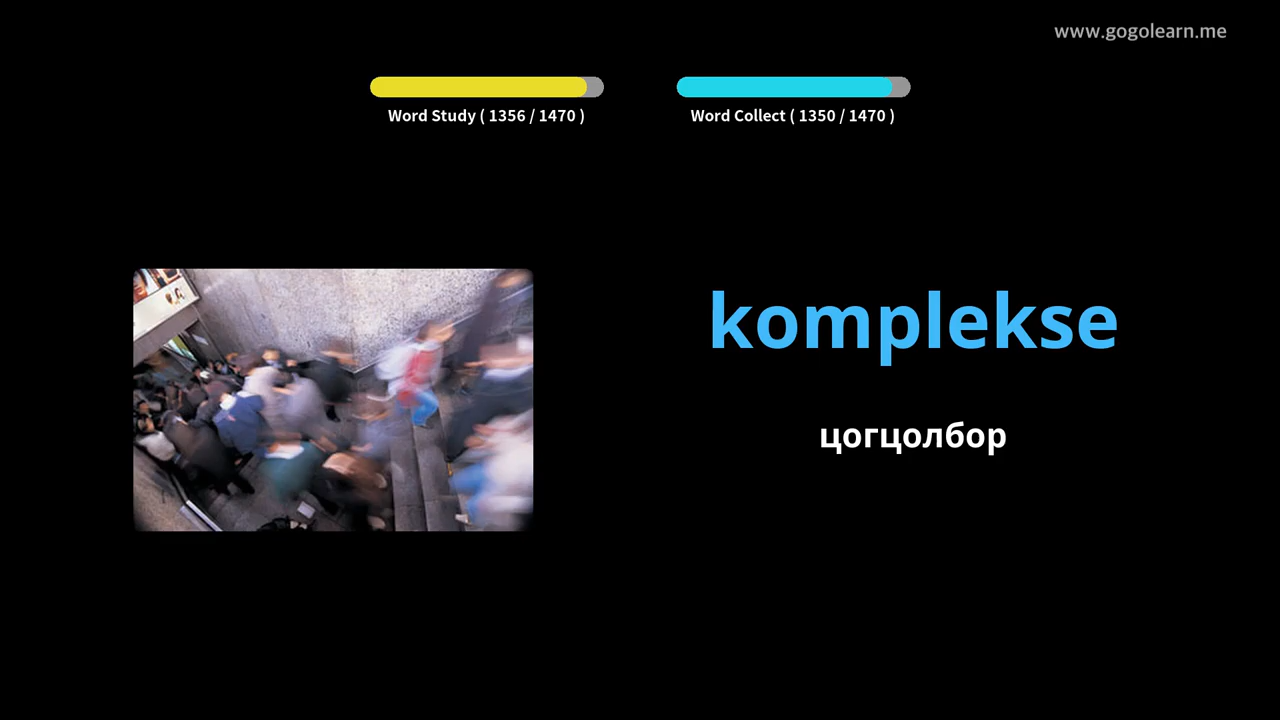 www.gogolearn.me
Word Study ( 1356 / 1470 )
Word Collect ( 1350 / 1470 )
komplekse
цогцолбор